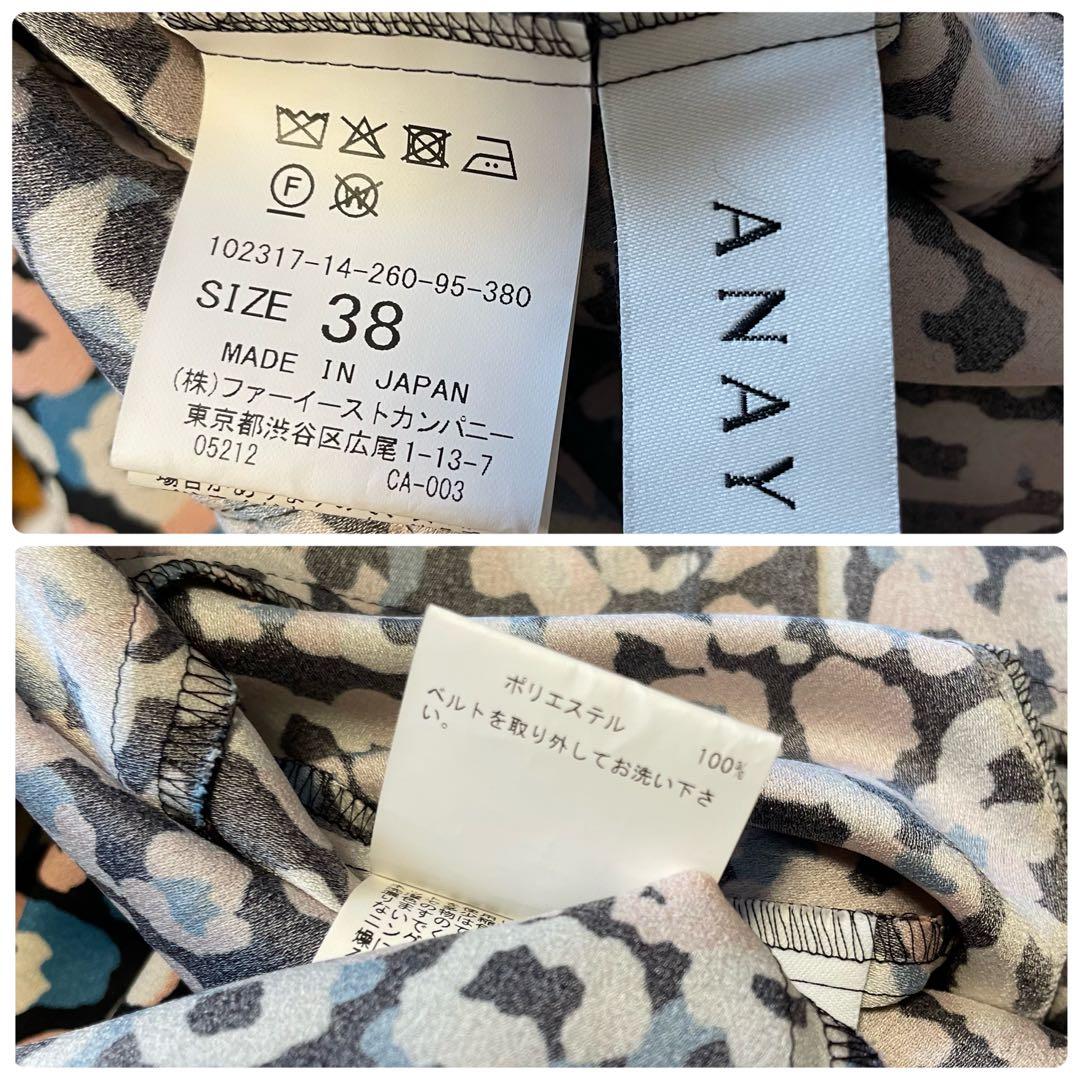 F
W
102317-14-260-95-380
SIZE 38
MADE IN JAPAN
(株)ファーイーストカンパニー
東京都渋谷区広尾1-13-7
05212 CA-003
ANAY
ポリエステル 100%
ベルトを取り外してお洗い下さ
い。